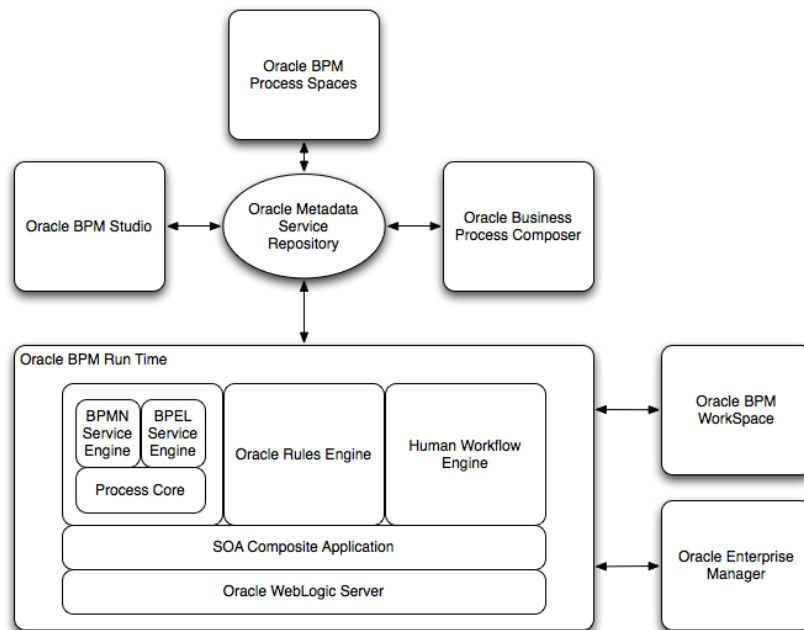 Oracle BPM
Process Spaces
Oracle BPM Studio
Oracle Metadata
Service
Repository
Oracle Business
Process Composer
Oracle BPM Run Time
BPMN
Service
Engine
BPEL
Service
Engine
Process Core
Oracle Rules Engine
Human Workflow
Engine
SOA Composite Application
Oracle WebLogic Server
Oracle BPM
WorkSpace
Oracle Enterprise
Manager